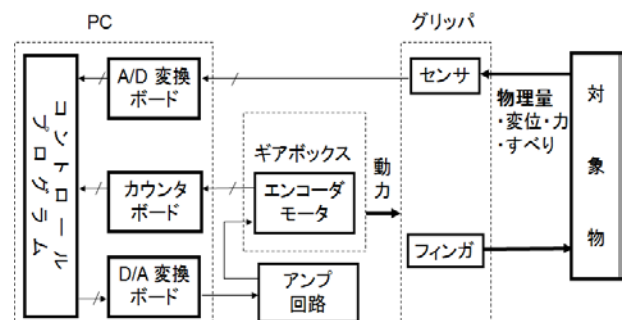 PC
グリッパ
コントロール
プログラム
A/D 変換
ボード
センサ
物理量
・変位・力
・すべり
対象物
ギアボックス
動力
カウンタ
ボード
エンコーダ
モータ
フィンガ
D/A 変換
ボード
アンプ
回路